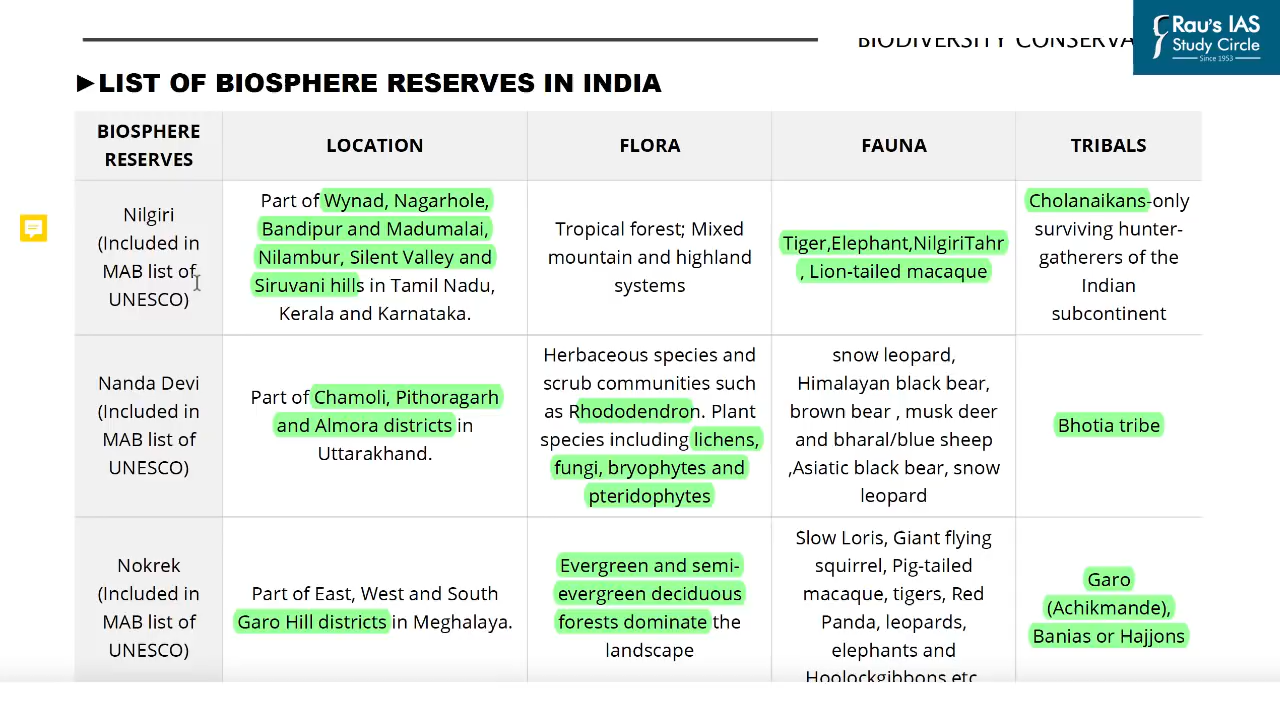 BIODIVERSITY CONSERVA
Rau's IAS
Study Circle
Since 1953
►LIST OF BIOSPHERE RESERVES IN INDIA
BIOSPHERE
RESERVES
LOCATION
FLORA
FAUNA
TRIBALS
Nilgiri
(Included in
MAB list of
UNESCO)
Part of Wynad, Nagarhole,
Bandipur and Madumalai,
Nilambur, Silent Valley and
Siruvani hills in Tamil Nadu,
Kerala and Karnataka.
Tropical forest; Mixed
mountain and highland
systems
Tiger,Elephant,NilgiriTahr
, Lion-tailed macaque
Cholanaikans-only
surviving hunter-
gatherers of the
Indian
subcontinent
Nanda Devi
(Included in
MAB list of
UNESCO)
Part of Chamoli, Pithoragarh
and Almora districts in
Uttarakhand.
Herbaceous species and
scrub communities such
as Rhododendron. Plant
species including lichens,
fungi, bryophytes and
pteridophytes
snow leopard,
Himalayan black bear,
brown bear , musk deer
and bharal/blue sheep
,Asiatic black bear, snow
leopard
Bhotia tribe
Nokrek
(Included in
MAB list of
UNESCO)
Part of East, West and South
Garo Hill districts in Meghalaya.
Evergreen and semi-
evergreen deciduous
forests dominate the
landscape
Slow Loris, Giant flying
squirrel, Pig-tailed
macaque, tigers, Red
Panda, leopards,
elephants and
Hoolockgibbons etc
Garo
(Achikmande),
Banias or Hajjons